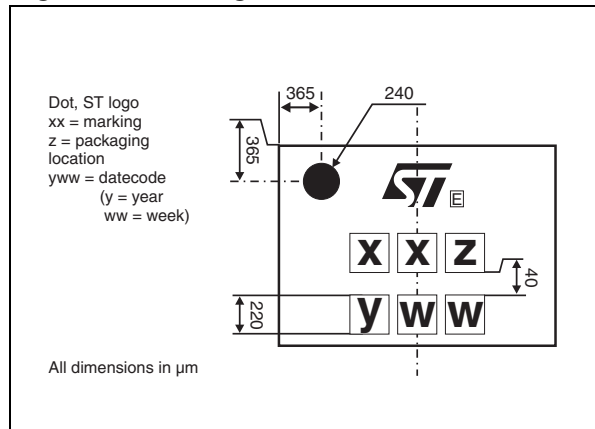 Dot, ST logo
xx = marking
z = packaging
location
yww = datecode
(y = year
ww = week)
365
240
365
ST
E
x x z
40
y w w
220
All dimensions in µm